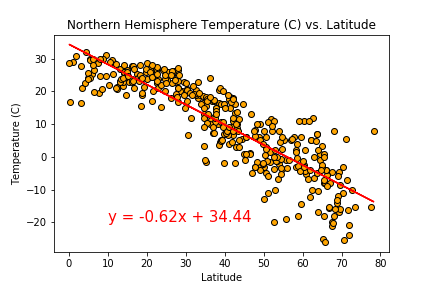 Northern Hemisphere Temperature (C) vs. Latitude
Temperature (C)
30
20
10
0
−10
−20
y = -0.62x + 34.44
0 10 20 30 40 50 60 70 80
Latitude